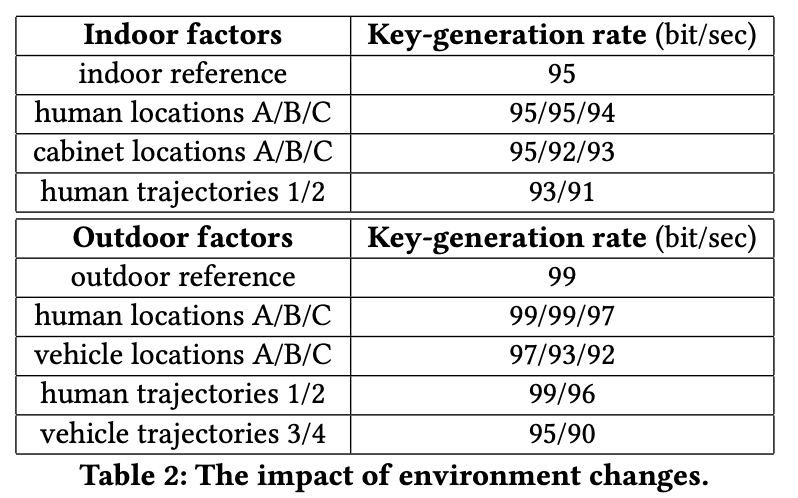 Indoor factors Key-generation rate (bit/sec)
indoor reference 95
human locations A/B/C 95/95/94
cabinet locations A/B/C 95/92/93
human trajectories 1/2 93/91
Outdoor factors Key-generation rate (bit/sec)
outdoor reference 99
human locations A/B/C 99/99/97
vehicle locations A/B/C 97/93/92
human trajectories 1/2 99/96
vehicle trajectories 3/4 95/90
Table 2: The impact of environment changes.